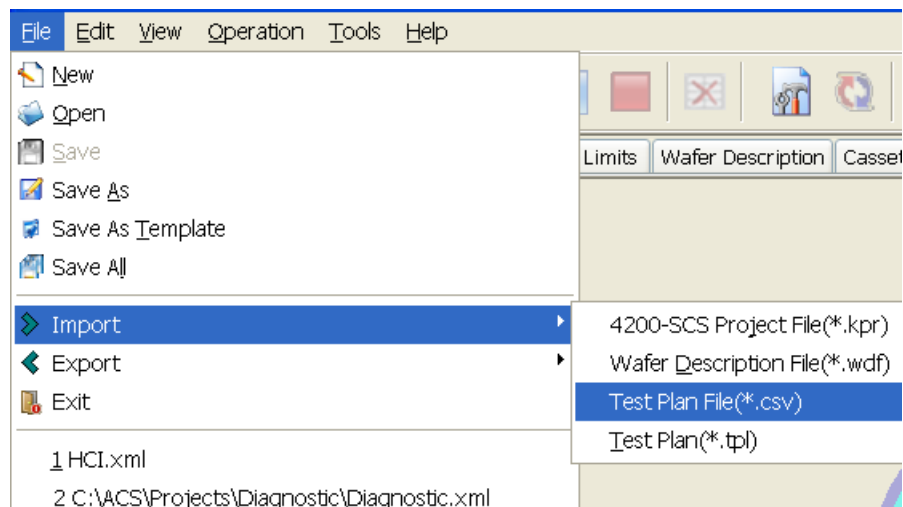 File Edit View Operation Tools Help
New
Open
Save
Save As
Save As Template
Save All
Limits Wafer Description Casset
Import
Export
Exit
4200-SCS Project File(*.kpr)
Wafer Description File(*.wdf)
Test Plan File(*.csv)
Test Plan(*.tpl)
1 HCI.xml
2 C:\ACS\Projects\Diagnostic\Diagnostic.xml